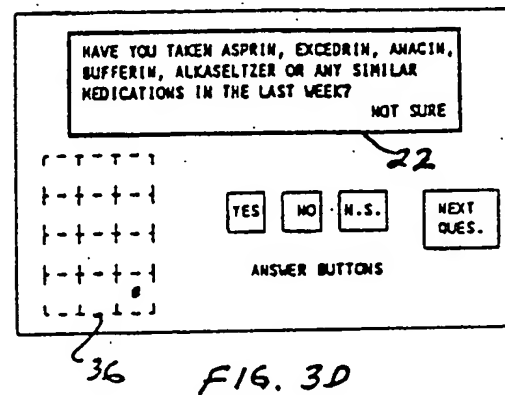 HAVE YOU TAKEN ASPRIN, EXCEDRIN, ANACIN,
BUFFERIN, ALKASELTZER OR ANY SIMILAR
MEDICATIONS IN THE LAST WEEK?
NOT SURE
22
YES NO N.S. NEXT
QUES.
ANSWER BUTTONS
36
FIG. 3D